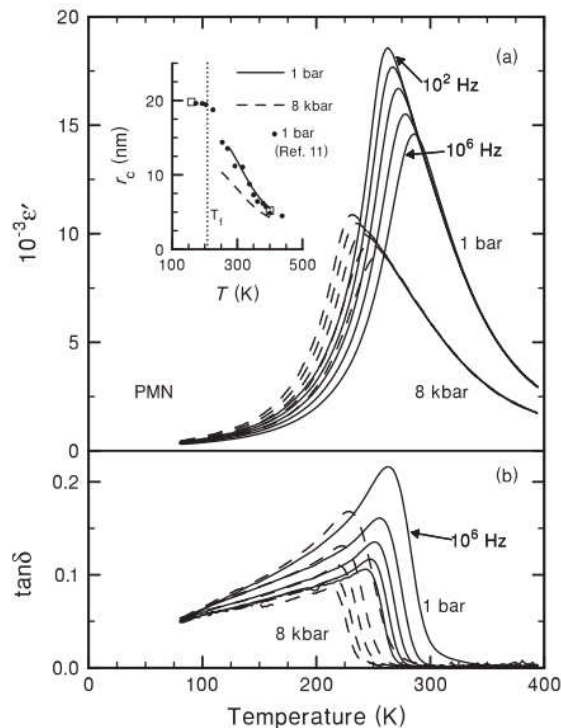 20
(a)
1 bar
8 kbar
1 bar
(Ref. 11)
10² Hz
10⁶ Hz
20
10
0
r_c (nm)
T_f
100 300 500
T (K)
15
10
5
0
10⁻³ε′
1 bar
8 kbar
PMN
(b)
0.2
0.1
0.0
tanδ
10⁶ Hz
1 bar
8 kbar
0 100 200 300 400
Temperature (K)